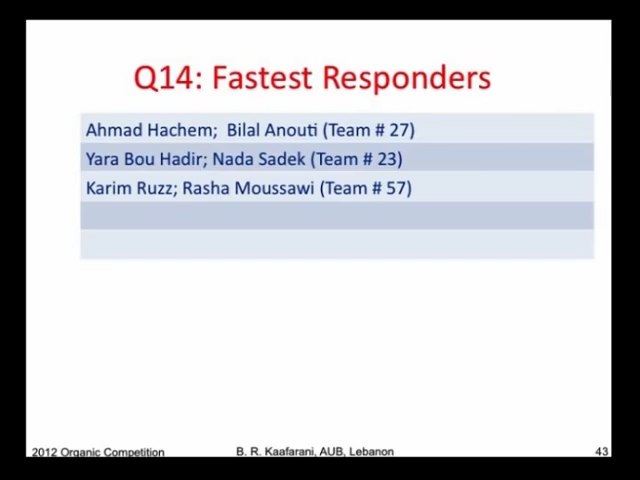 Q14: Fastest Responders
Ahmad Hachem;  Bilal Anouti (Team # 27)
Yara Bou Hadir; Nada Sadek (Team # 23)
Karim Ruzz; Rasha Moussawi (Team # 57)
2012 Organic Competition
B. R. Kaafarani, AUB, Lebanon
43